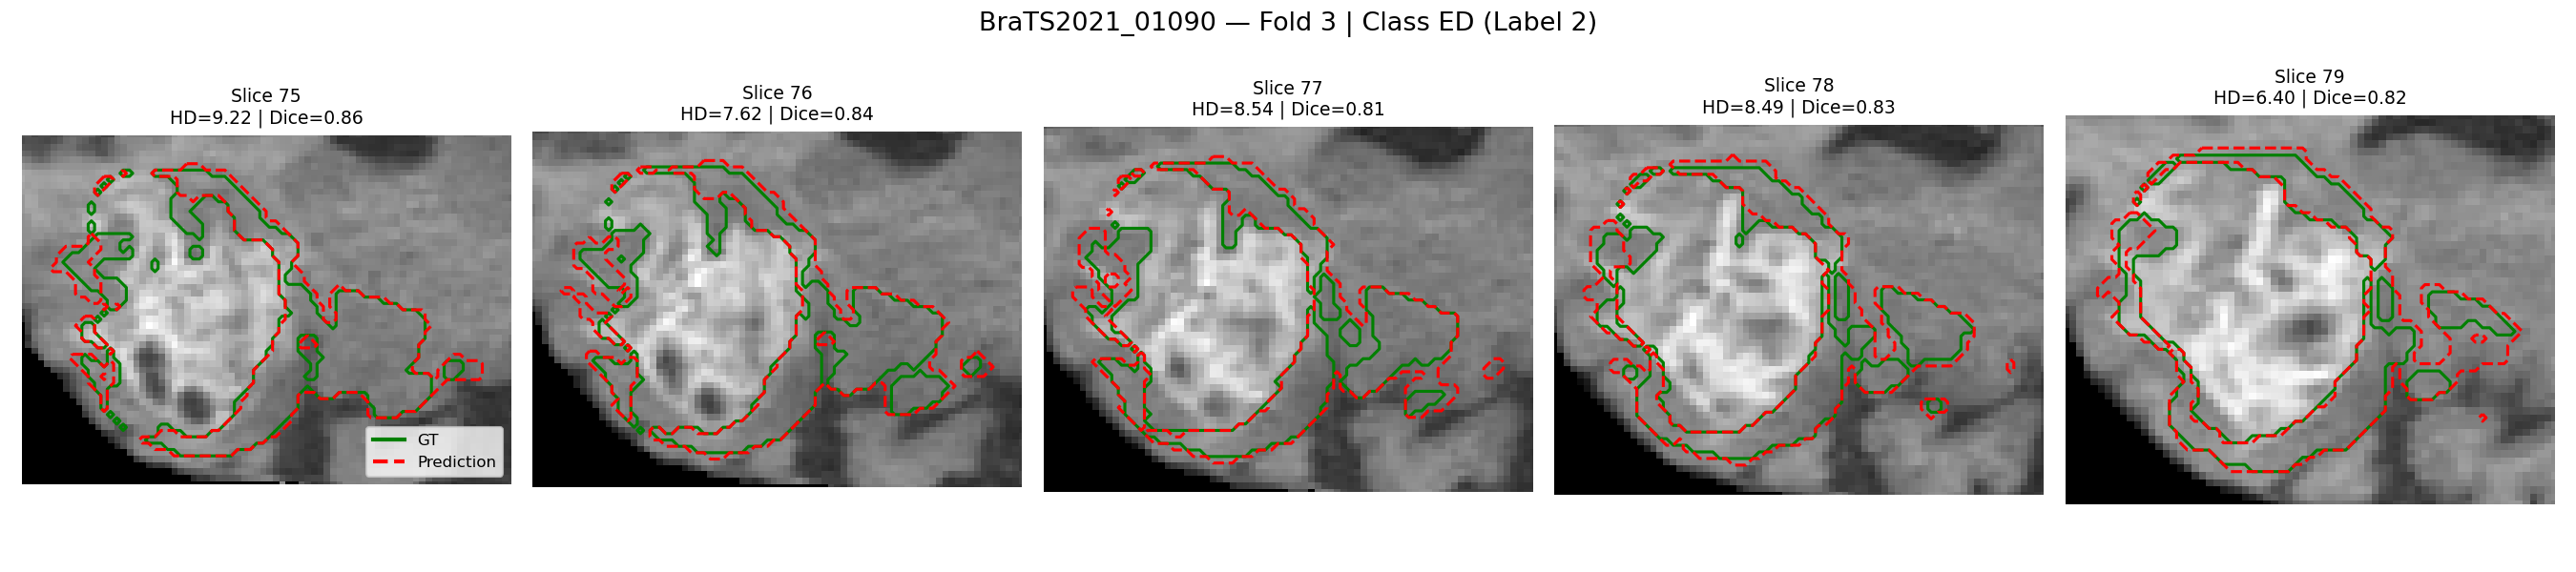 BraTS2021_01090 — Fold 3 | Class ED (Label 2)
Slice 75
HD=9.22 | Dice=0.86
Slice 76
HD=7.62 | Dice=0.84
Slice 77
HD=8.54 | Dice=0.81
Slice 78
HD=8.49 | Dice=0.83
Slice 79
HD=6.40 | Dice=0.82
GT
Prediction